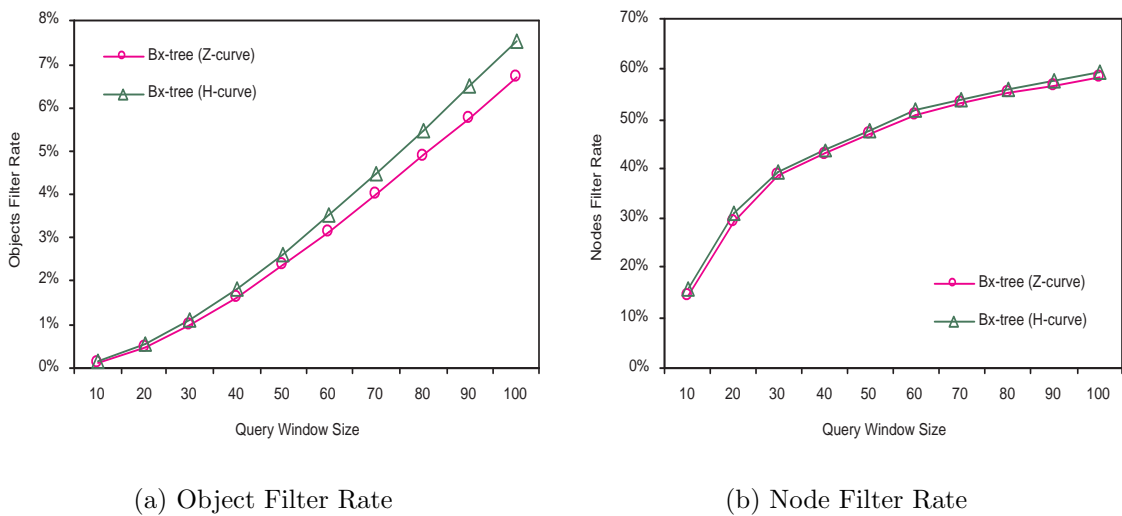 8%
7%
6%
5%
4%
3%
2%
1%
0%
Objects Filter Rate
Bx-tree (Z-curve)
Bx-tree (H-curve)
10 20 30 40 50 60 70 80 90 100
Query Window Size
(a) Object Filter Rate
70%
60%
50%
40%
30%
20%
10%
0%
Nodes Filter Rate
Bx-tree (Z-curve)
Bx-tree (H-curve)
10 20 30 40 50 60 70 80 90 100
Query Window Size
(b) Node Filter Rate